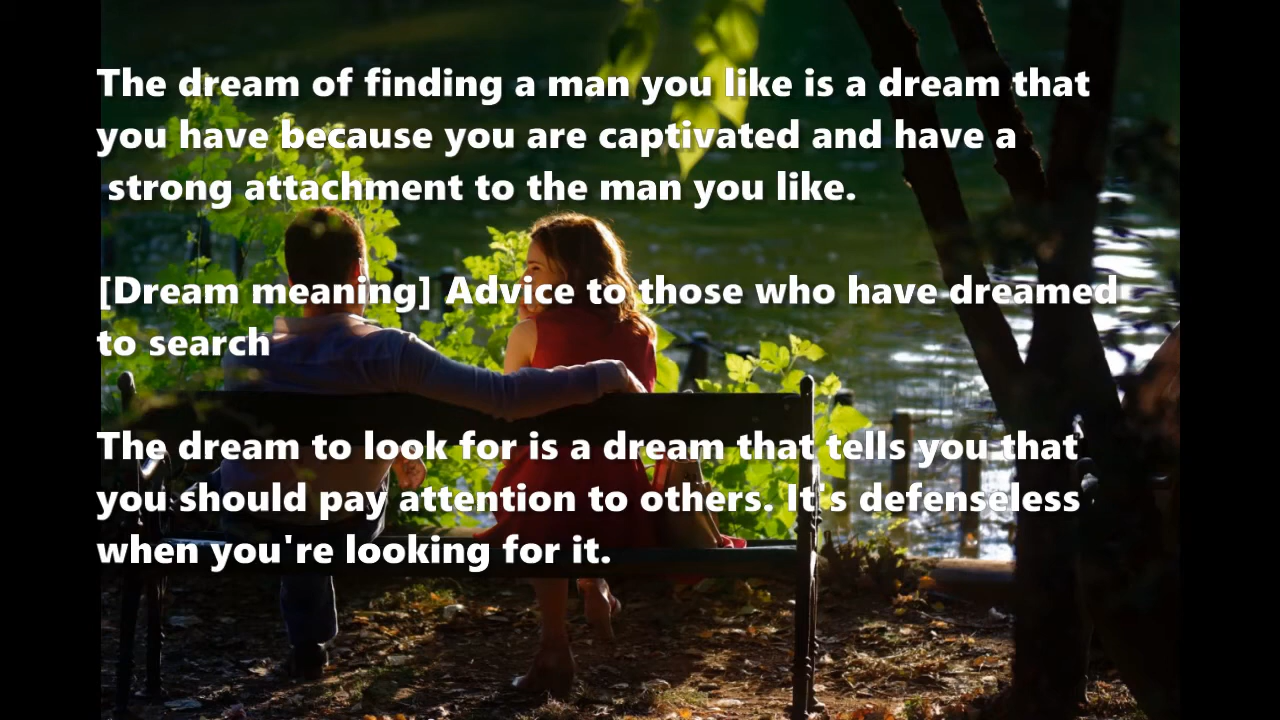 The dream of finding a man you like is a dream that
you have because you are captivated and have a
strong attachment to the man you like.
[Dream meaning] Advice to those who have dreamed
to search
The dream to look for is a dream that tells you that
you should pay attention to others. It's defenseless
when you're looking for it.